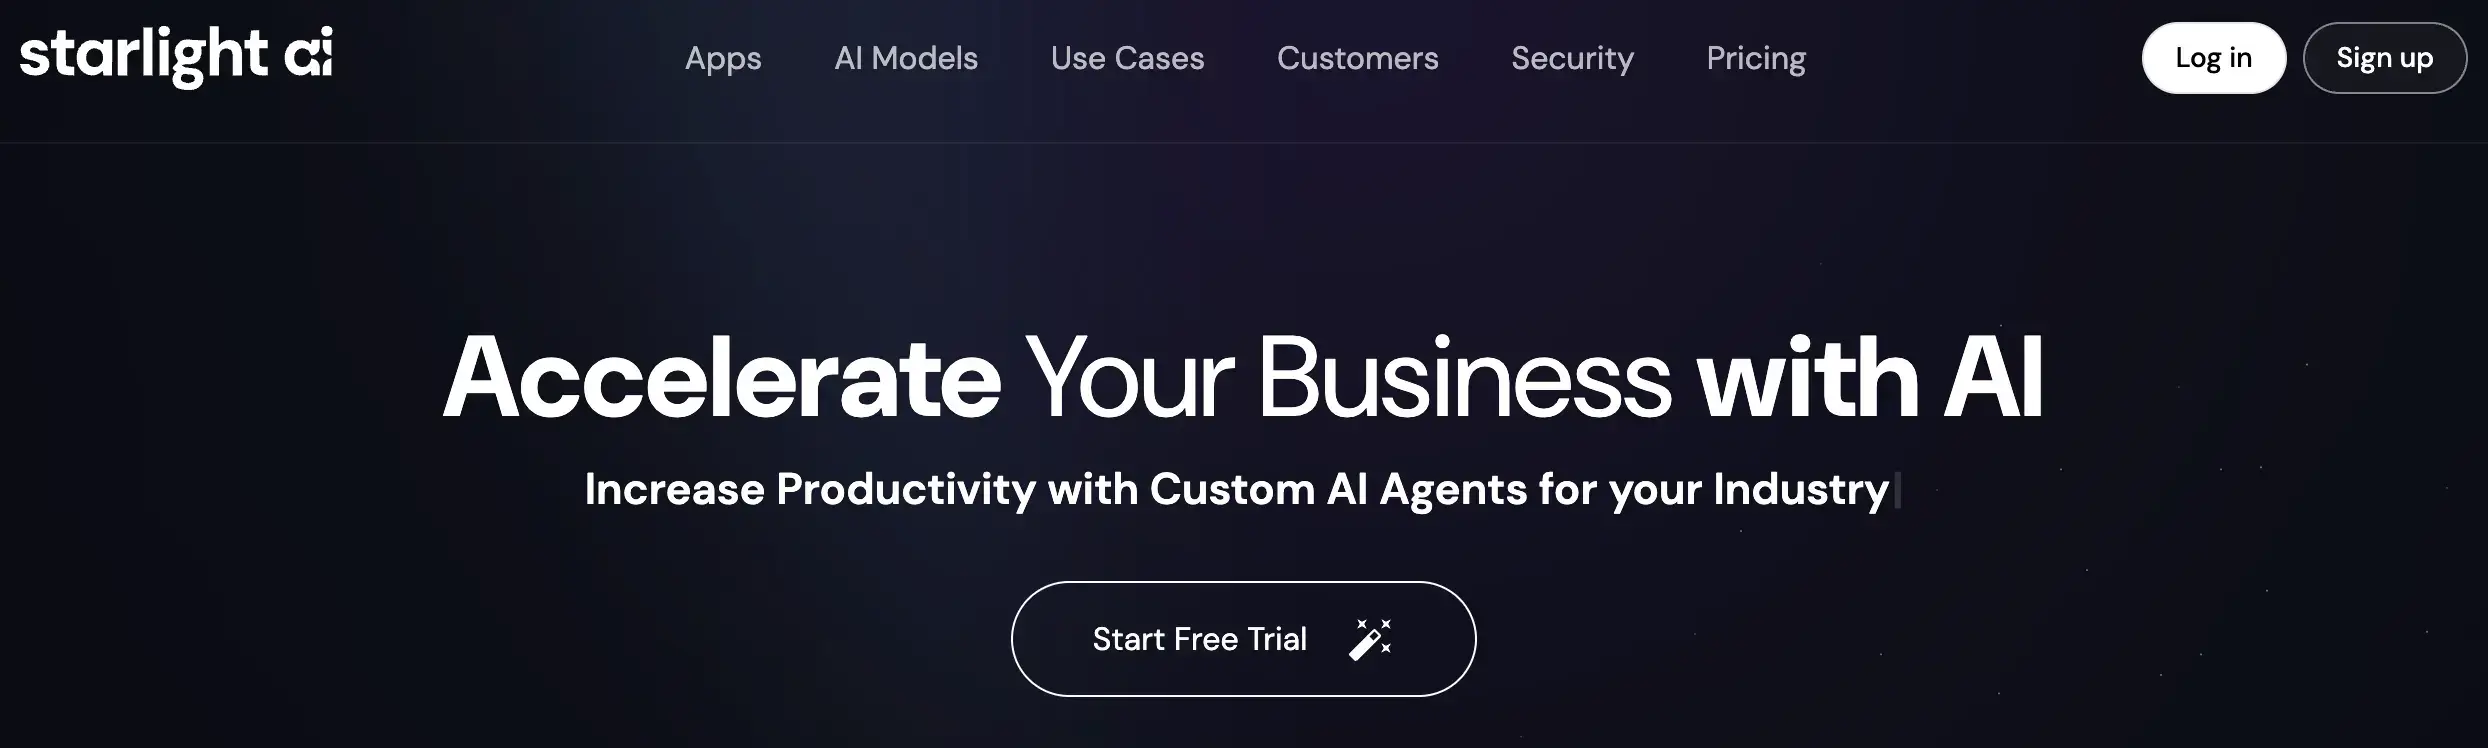 starlight ai
Apps AI Models Use Cases Customers Security Pricing
Log in Sign up
Accelerate Your Business with AI
Increase Productivity with Custom AI Agents for your Industry
Start Free Trial